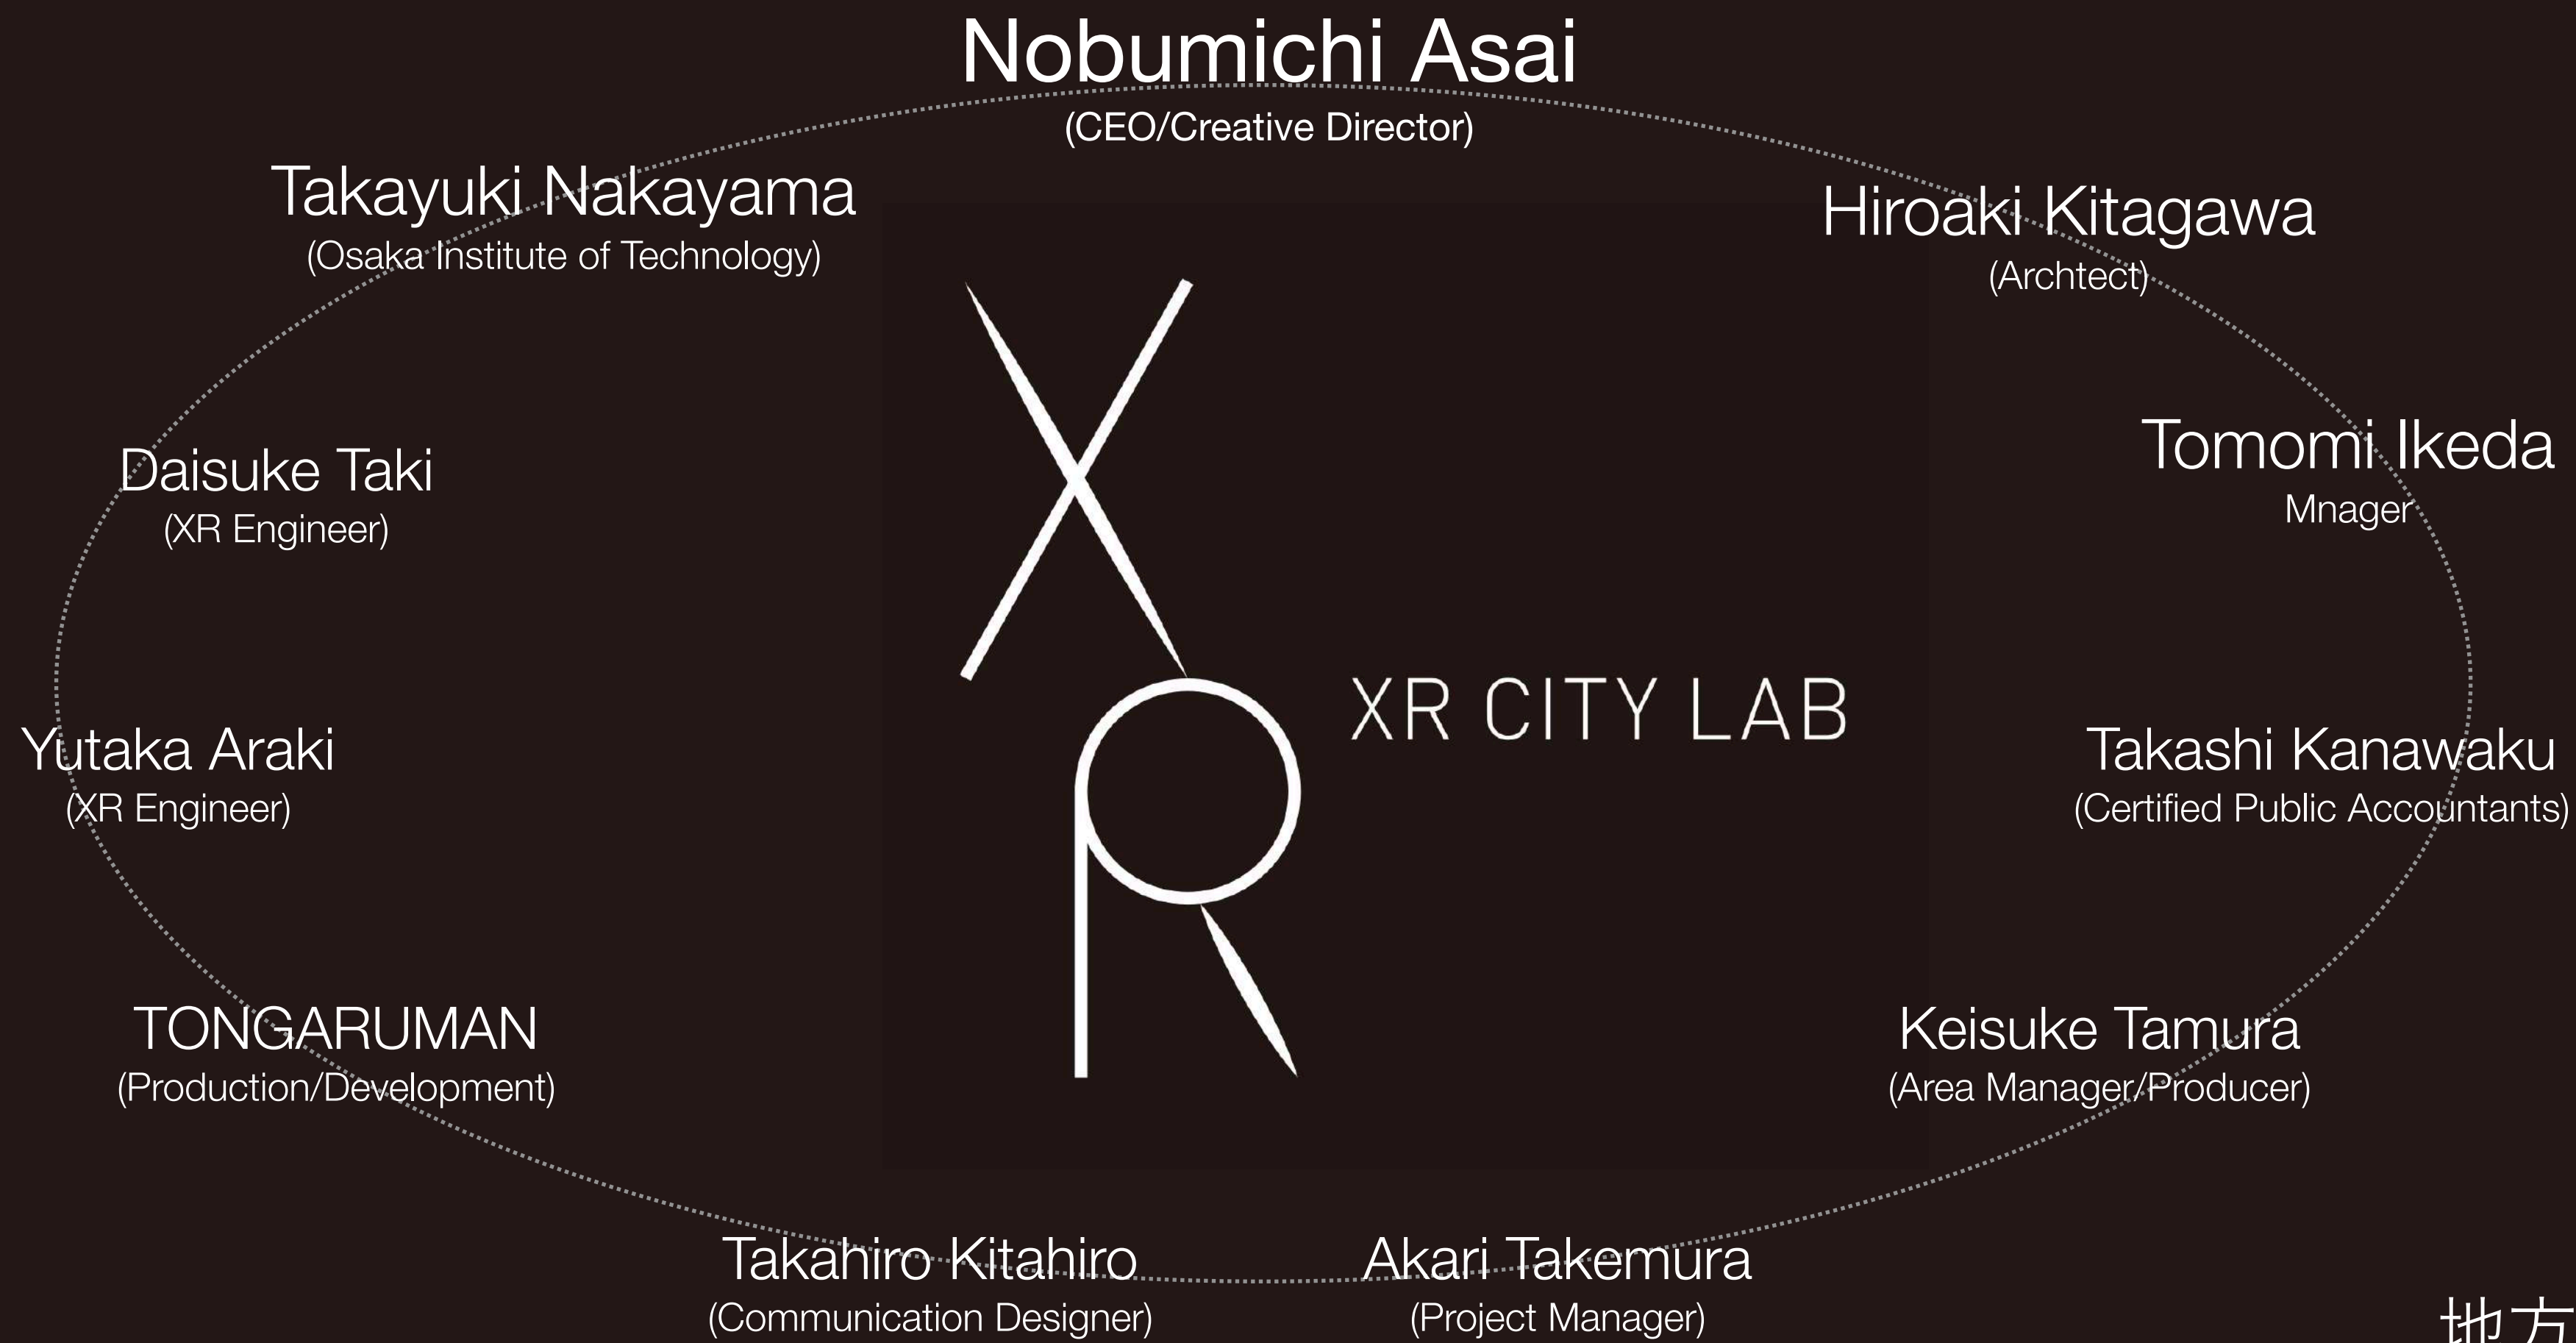 Nobumichi Asai
(CEO/Creative Director)
Takayuki Nakayama
(Osaka Institute of Technology)
Hiroaki Kitagawa
(Archtect)
Daisuke Taki
(XR Engineer)
Tomomi Ikeda
Mnager
XR CITY LAB
Yutaka Araki
(XR Engineer)
Takashi Kanawaku
(Certified Public Accountants)
TONGARUMAN
(Production/Development)
Keisuke Tamura
(Area Manager/Producer)
Takahiro Kitahiro
(Communication Designer)
Akari Takemura
(Project Manager)
地方